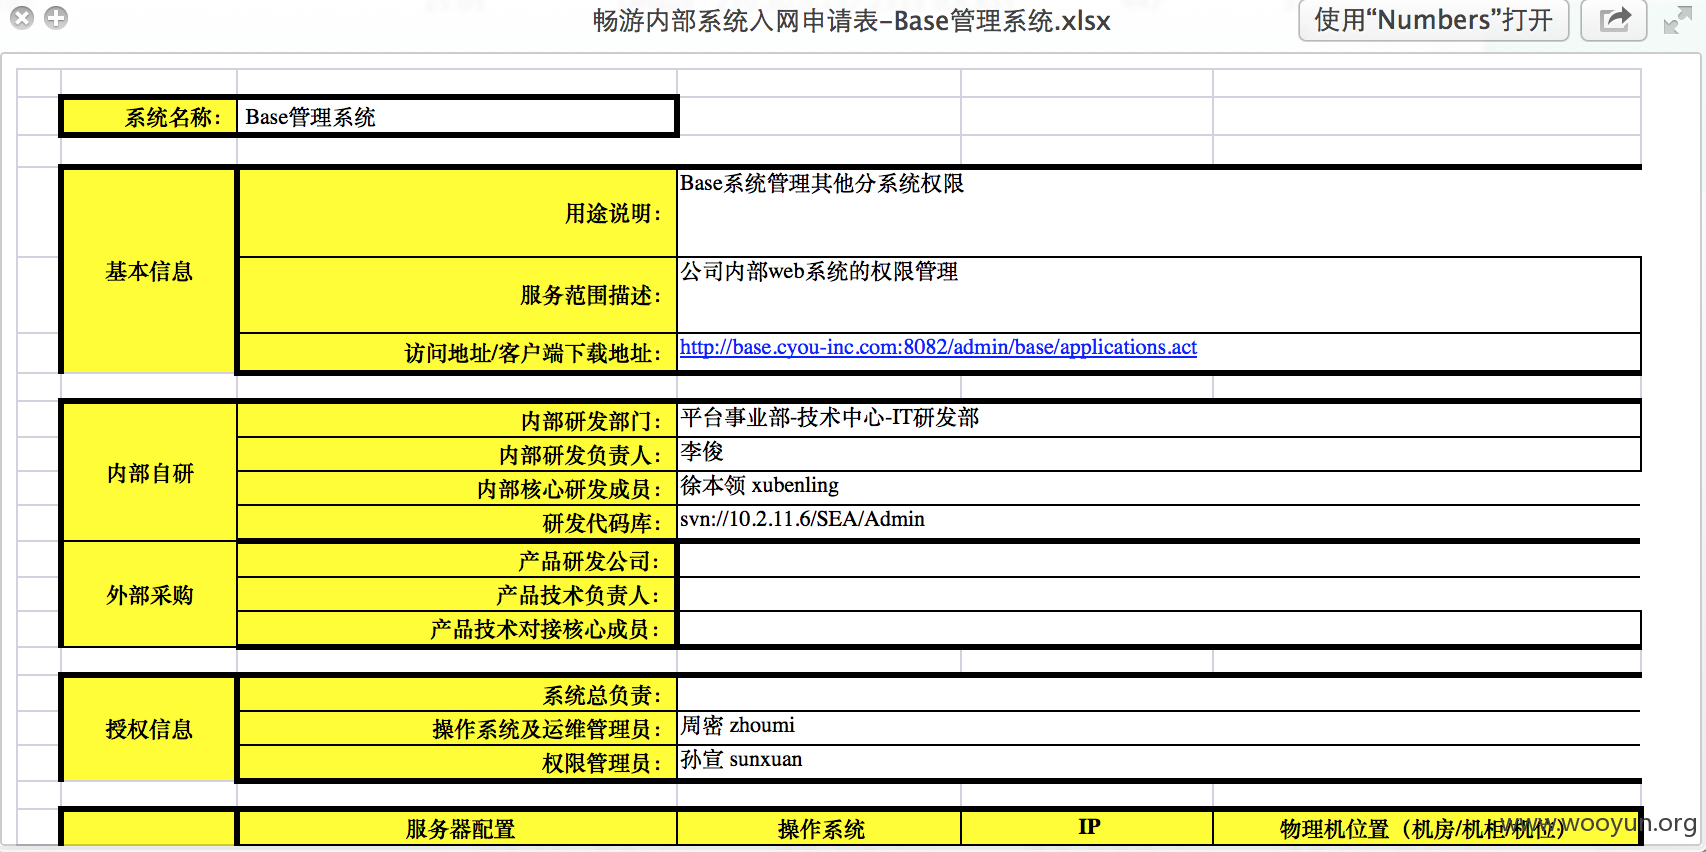 畅游内部系统入网申请表-Base管理系统.xlsx
使用“Numbers”打开
系统名称： Base管理系统
基本信息
用途说明： Base系统管理其他分系统权限
服务范围描述： 公司内部web系统的权限管理
访问地址/客户端下载地址： http://base.cyou-inc.com:8082/admin/base/applications.act
内部自研
内部研发部门： 平台事业部-技术中心-IT研发部
内部研发负责人： 李俊
内部核心研发成员： 徐本领 xubenling
研发代码库： svn://10.2.11.6/SEA/Admin
外部采购
产品研发公司：
产品技术负责人：
产品技术对接核心成员：
授权信息
系统总负责：
操作系统及运维管理员： 周密 zhoumi
权限管理员： 孙宣 sunxuan
服务器配置 操作系统 IP 物理机位置（机房/机柜/机位）
www.wooyun.org